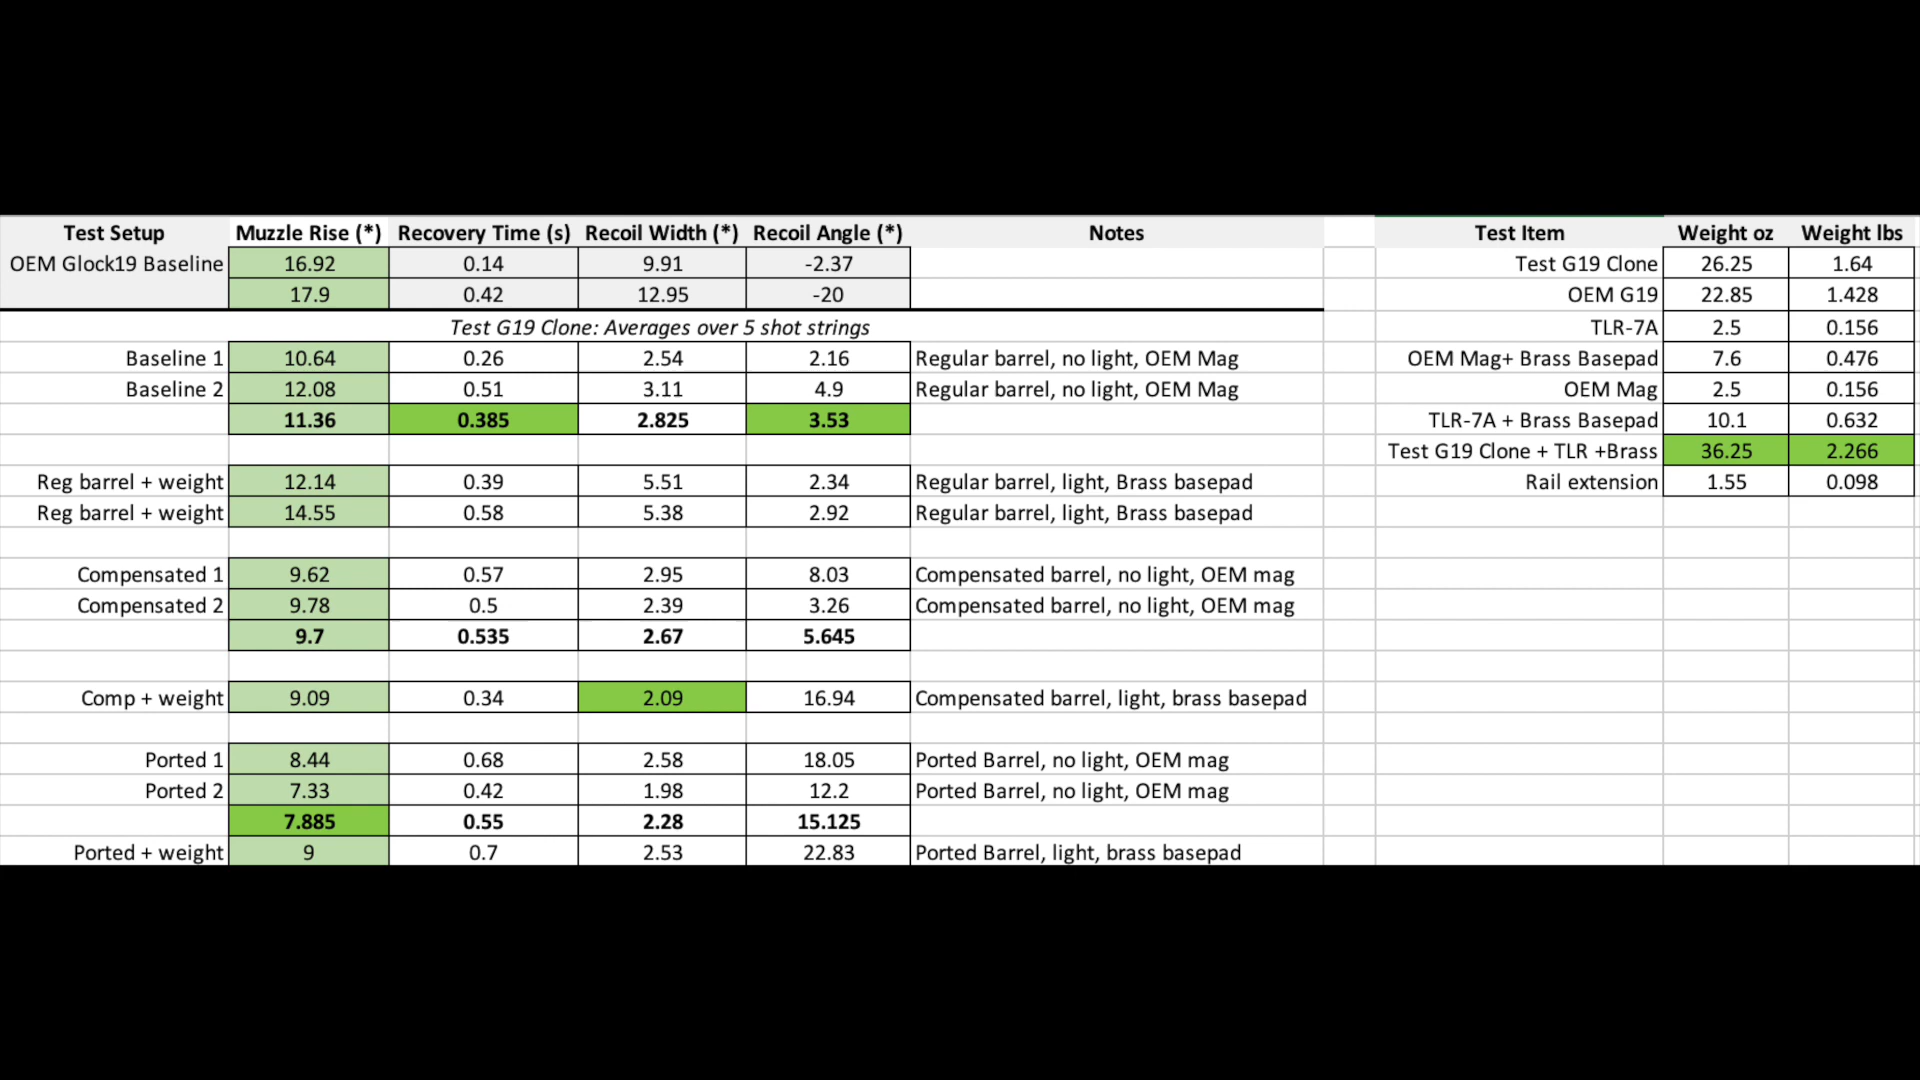 Test Setup Muzzle Rise (*) Recovery Time (s) Recoil Width (*) Recoil Angle (*) Notes
OEM Glock19 Baseline 16.92 0.14 9.91 -2.37
17.9 0.42 12.95 -20
Test G19 Clone: Averages over 5 shot strings
Baseline 1 10.64 0.26 2.54 2.16 Regular barrel, no light, OEM Mag
Baseline 2 12.08 0.51 3.11 4.9 Regular barrel, no light, OEM Mag
11.36 0.385 2.825 3.53
Reg barrel + weight 12.14 0.39 5.51 2.34 Regular barrel, light, Brass basepad
Reg barrel + weight 14.55 0.58 5.38 2.92 Regular barrel, light, Brass basepad
Compensated 1 9.62 0.57 2.95 8.03 Compensated barrel, no light, OEM mag
Compensated 2 9.78 0.5 2.39 3.26 Compensated barrel, no light, OEM mag
9.7 0.535 2.67 5.645
Comp + weight 9.09 0.34 2.09 16.94 Compensated barrel, light, brass basepad
Ported 1 8.44 0.68 2.58 18.05 Ported Barrel, no light, OEM mag
Ported 2 7.33 0.42 1.98 12.2 Ported Barrel, no light, OEM mag
7.885 0.55 2.28 15.125
Ported + weight 9 0.7 2.53 22.83 Ported Barrel, light, brass basepad
Test Item Weight oz Weight lbs
Test G19 Clone 26.25 1.64
OEM G19 22.85 1.428
TLR-7A 2.5 0.156
OEM Mag+ Brass Basepad 7.6 0.476
OEM Mag 2.5 0.156
TLR-7A + Brass Basepad 10.1 0.632
Test G19 Clone + TLR +Brass 36.25 2.266
Rail extension 1.55 0.098